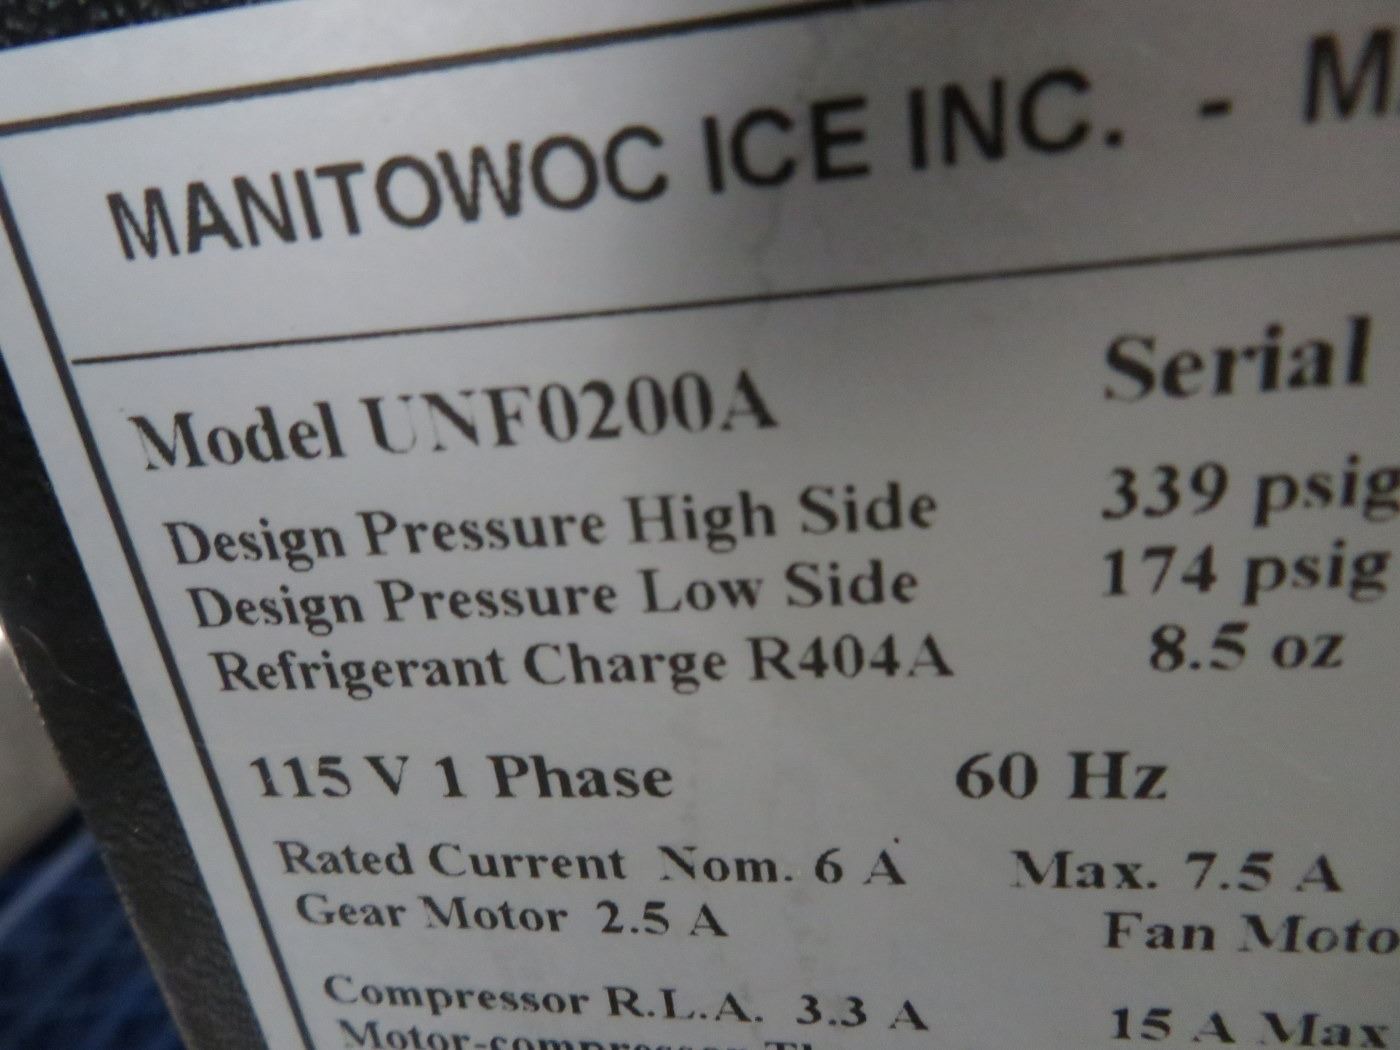 MANITOWOC ICE INC. - M
Model UNF0200A Serial
Design Pressure High Side 339 psig
Design Pressure Low Side 174 psig
Refrigerant Charge R404A 8.5 oz
115 V 1 Phase 60 Hz
Rated Current Nom. 6 A Max. 7.5 A
Gear Motor 2.5 A Fan Moto
Compressor R.L.A. 3.3 A 15 A Max
Motor-compressor